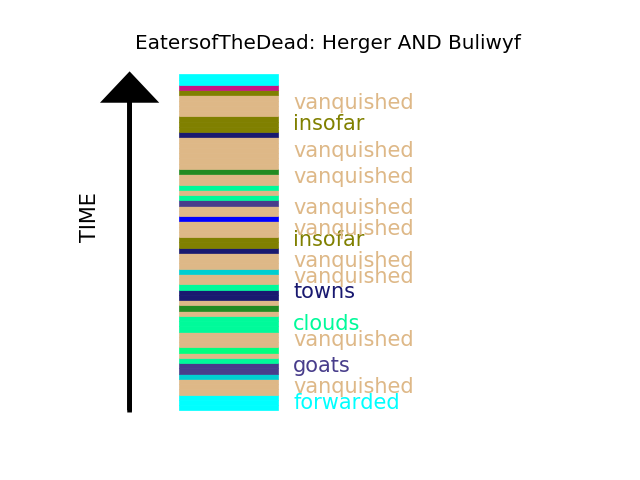 EatersofTheDead: Herger AND Buliwyf
TIME
vanquished
insofar
vanquished
vanquished
vanquished
vanquished
insofar
vanquished
vanquished
towns
clouds
vanquished
goats
vanquished
forwarded